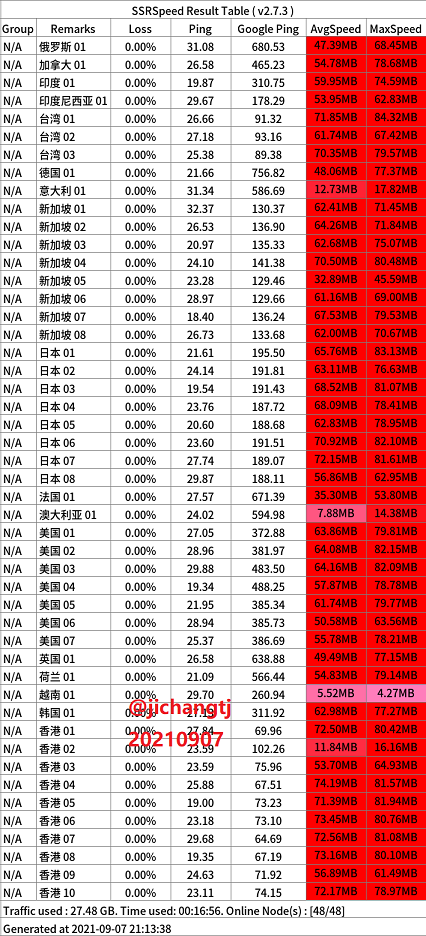 SSRSpeed Result Table ( v2.7.3 )
Group Remarks Loss Ping Google Ping AvgSpeed MaxSpeed
N/A 俄罗斯 01 0.00% 31.08 680.53 47.39MB 68.45MB
N/A 加拿大 01 0.00% 26.58 465.23 54.78MB 78.68MB
N/A 印度 01 0.00% 19.87 310.75 59.95MB 74.59MB
N/A 印度尼西亚 01 0.00% 29.67 178.29 53.95MB 62.83MB
N/A 台湾 01 0.00% 26.66 91.32 71.85MB 84.32MB
N/A 台湾 02 0.00% 27.18 93.16 61.74MB 67.42MB
N/A 台湾 03 0.00% 25.38 89.38 70.35MB 79.57MB
N/A 德国 01 0.00% 21.66 756.82 48.06MB 77.37MB
N/A 意大利 01 0.00% 31.34 586.69 12.73MB 17.82MB
N/A 新加坡 01 0.00% 32.37 130.37 62.41MB 71.45MB
N/A 新加坡 02 0.00% 26.53 136.90 64.26MB 71.84MB
N/A 新加坡 03 0.00% 20.97 135.33 62.68MB 75.07MB
N/A 新加坡 04 0.00% 24.10 141.38 70.50MB 80.48MB
N/A 新加坡 05 0.00% 23.28 129.46 32.89MB 45.59MB
N/A 新加坡 06 0.00% 28.97 129.66 61.16MB 69.00MB
N/A 新加坡 07 0.00% 18.40 136.24 67.53MB 79.53MB
N/A 新加坡 08 0.00% 26.73 133.68 62.00MB 70.67MB
N/A 日本 01 0.00% 21.61 195.50 65.76MB 83.13MB
N/A 日本 02 0.00% 24.14 191.81 63.11MB 76.63MB
N/A 日本 03 0.00% 19.54 191.43 68.52MB 81.07MB
N/A 日本 04 0.00% 23.76 187.72 68.09MB 78.41MB
N/A 日本 05 0.00% 20.60 188.68 62.83MB 78.95MB
N/A 日本 06 0.00% 23.60 191.51 70.92MB 82.10MB
N/A 日本 07 0.00% 27.74 189.07 72.15MB 81.61MB
N/A 日本 08 0.00% 29.87 188.11 56.86MB 62.95MB
N/A 法国 01 0.00% 27.57 671.39 35.30MB 53.80MB
N/A 澳大利亚 01 0.00% 24.02 594.98 7.88MB 14.38MB
N/A 美国 01 0.00% 27.05 372.88 63.86MB 79.81MB
N/A 美国 02 0.00% 28.96 381.97 64.08MB 82.15MB
N/A 美国 03 0.00% 29.88 483.50 64.16MB 82.09MB
N/A 美国 04 0.00% 19.34 488.25 57.87MB 78.78MB
N/A 美国 05 0.00% 21.95 385.34 61.74MB 79.77MB
N/A 美国 06 0.00% 28.94 385.73 50.58MB 63.56MB
N/A 美国 07 0.00% 25.37 386.69 55.78MB 78.21MB
N/A 英国 01 0.00% 26.58 638.88 49.49MB 77.15MB
N/A 荷兰 01 0.00% 21.09 566.44 54.83MB 79.14MB
N/A 越南 01 0.00% 29.70 260.94 5.52MB 4.27MB
@jjchangtj
N/A 韩国 01 0.00% 311.92 62.98MB 77.27MB
N/A 香港 01 0.00% 27.84 69.96 72.50MB 80.42MB
20210907
N/A 香港 02 0.00% 23.59 102.26 11.84MB 16.16MB
N/A 香港 03 0.00% 23.59 75.96 53.70MB 64.93MB
N/A 香港 04 0.00% 25.88 67.51 74.19MB 81.57MB
N/A 香港 05 0.00% 19.00 73.23 71.39MB 81.94MB
N/A 香港 06 0.00% 23.18 73.10 73.45MB 80.76MB
N/A 香港 07 0.00% 29.68 64.69 72.56MB 81.08MB
N/A 香港 08 0.00% 19.35 67.19 73.16MB 80.10MB
N/A 香港 09 0.00% 24.63 71.92 56.89MB 61.49MB
N/A 香港 10 0.00% 23.11 74.15 72.17MB 78.97MB
Traffic used : 27.48 GB. Time used: 00:16:56. Online Node(s) : [48/48]
Generated at 2021-09-07 21:13:38